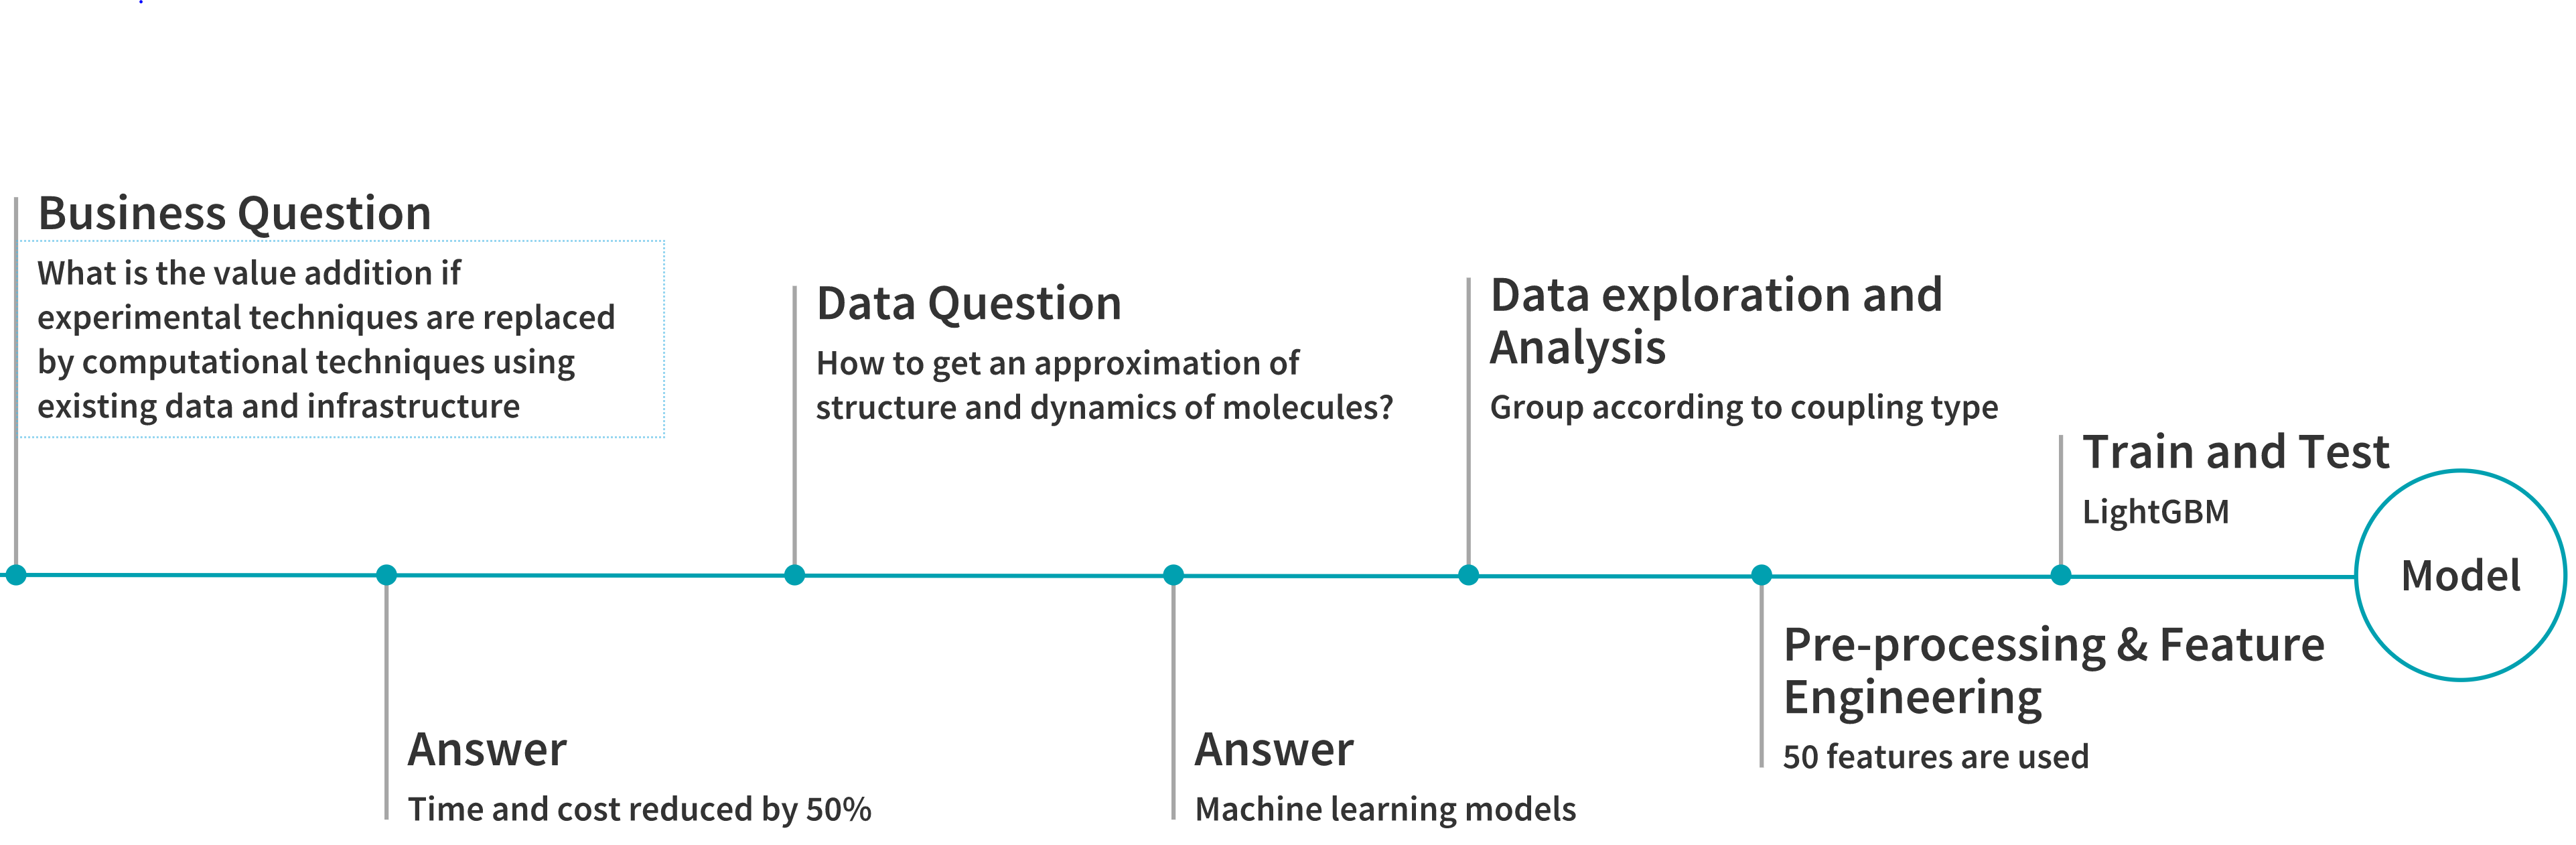 Business Question
What is the value addition if
experimental techniques are replaced
by computational techniques using
existing data and infrastructure
Answer
Time and cost reduced by 50%
Data Question
How to get an approximation of
structure and dynamics of molecules?
Answer
Machine learning models
Data exploration and
Analysis
Group according to coupling type
Pre-processing & Feature
Engineering
50 features are used
Train and Test
LightGBM
Model